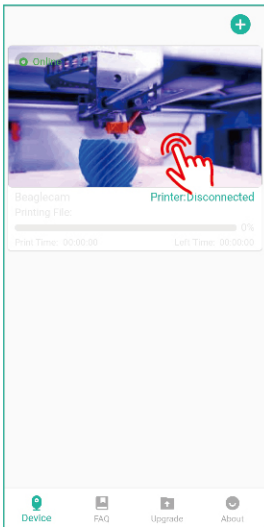 Online
Beaglecam
Printer:Disconnected
Printing File:
0%
Print Time: 00:00:00
Left Time: 00:00:00
Device
FAQ
Upgrade
About